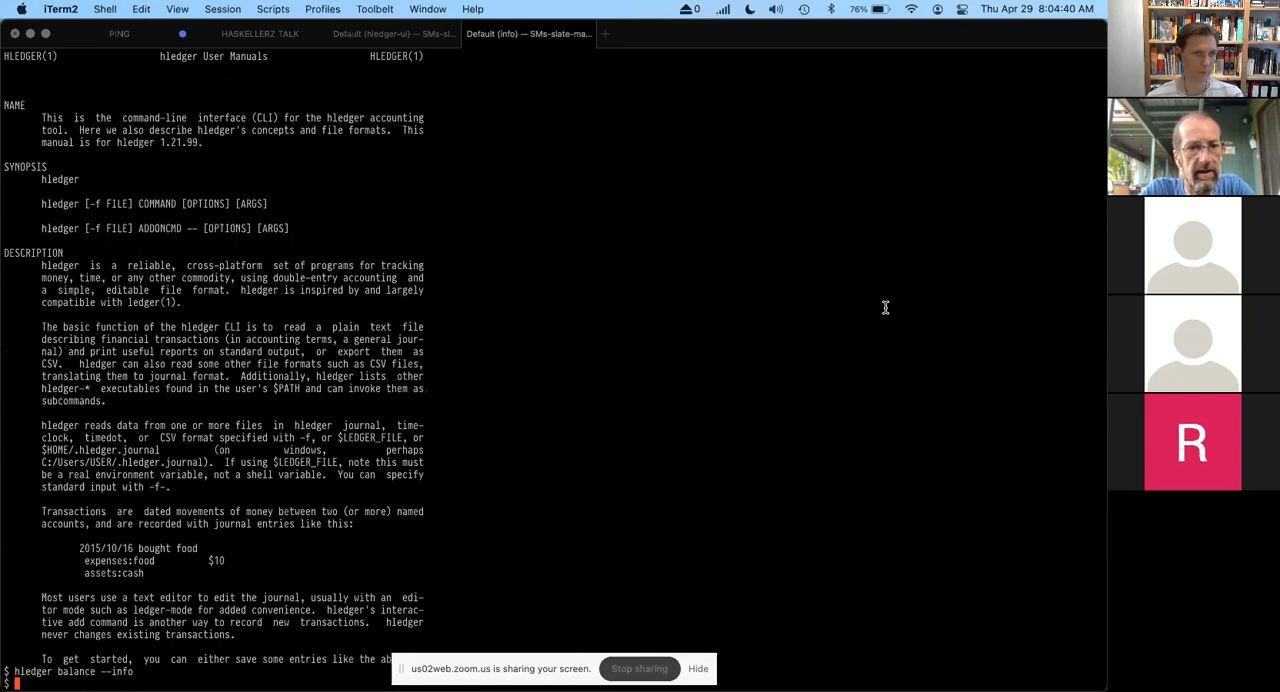 iTerm2 Shell Edit View Session Scripts Profiles Toolbelt Window Help 0 76% Thu Apr 29 8:04:40 AM
PING HASKELLERZ TALK Default (hledger-ui) — SMs-sl... Default (info) — SMs-slate-ma...
HLEDGER(1) hledger User Manuals HLEDGER(1)
NAME
This is the command-line interface (CLI) for the hledger accounting
tool. Here we also describe hledger's concepts and file formats. This
manual is for hledger 1.21.99.
SYNOPSIS
hledger
hledger [-f FILE] COMMAND [OPTIONS] [ARGS]
hledger [-f FILE] ADDONCMD -- [OPTIONS] [ARGS]
DESCRIPTION
hledger is a reliable, cross-platform set of programs for tracking
money, time, or any other commodity, using double-entry accounting and
a simple, editable file format. hledger is inspired by and largely
compatible with ledger(1).
The basic function of the hledger CLI is to read a plain text file
describing financial transactions (in accounting terms, a general jour-
nal) and print useful reports on standard output, or export them as
CSV. hledger can also read some other file formats such as CSV files,
translating them to journal format. Additionally, hledger lists other
hledger-* executables found in the user's $PATH and can invoke them as
subcommands.
hledger reads data from one or more files in hledger journal, time-
clock, timedot, or CSV format specified with -f, or $LEDGER_FILE, or
$HOME/.hledger.journal (on windows, perhaps
C:/Users/USER/.hledger.journal). If using $LEDGER_FILE, note this must
be a real environment variable, not a shell variable. You can specify
standard input with -f-.
Transactions are dated movements of money between two (or more) named
accounts, and are recorded with journal entries like this:
2015/10/16 bought food
expenses:food $10
assets:cash
Most users use a text editor to edit the journal, usually with an edi-
tor mode such as ledger-mode for added convenience. hledger's interac-
tive add command is another way to record new transactions. hledger
never changes existing transactions.
To get started, you can either save some entries like the ab
$ hledger balance --info
$
us02web.zoom.us is sharing your screen. Stop sharing Hide
R